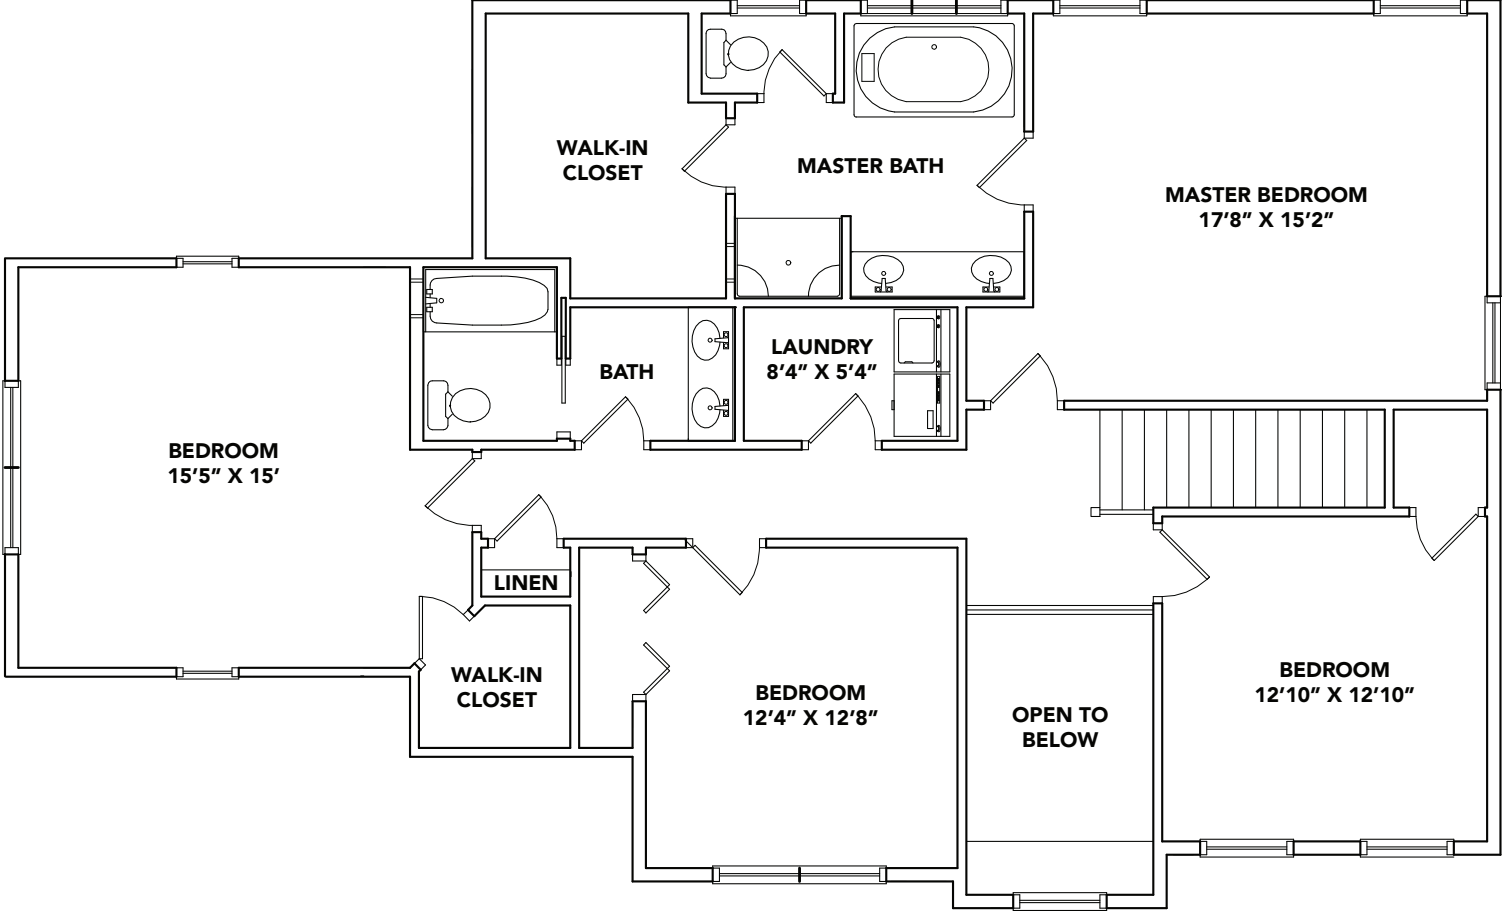 WALK-IN
CLOSET
MASTER BATH
MASTER BEDROOM
17’8” X 15’2”
BATH
LAUNDRY
8’4” X 5’4”
BEDROOM
15’5” X 15’
LINEN
WALK-IN
CLOSET
BEDROOM
12’4” X 12’8”
OPEN TO
BELOW
BEDROOM
12’10” X 12’10”